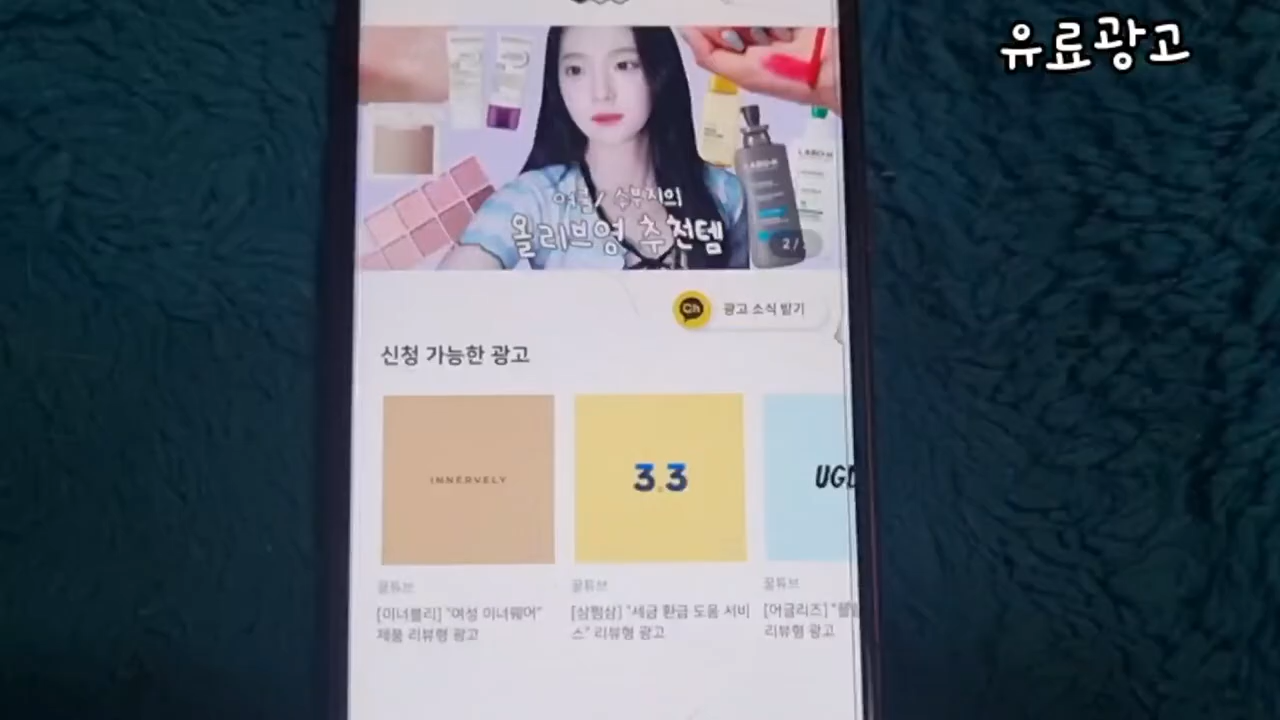 유료광고
여름/ 수부지의
올리브영 추천템
LABO-H
LABO-H
2/
Ch
광고 소식 받기
신청 가능한 광고
INNERVELY
3.3
UGL
꿀튜브
꿀튜브
꿀튜브
[이너블리] "여성 이너웨어"
제품 리뷰형 광고
[삼쩜삼] "세금 환급 도움 서비
스" 리뷰형 광고
[어글리즈]
리뷰형 광고